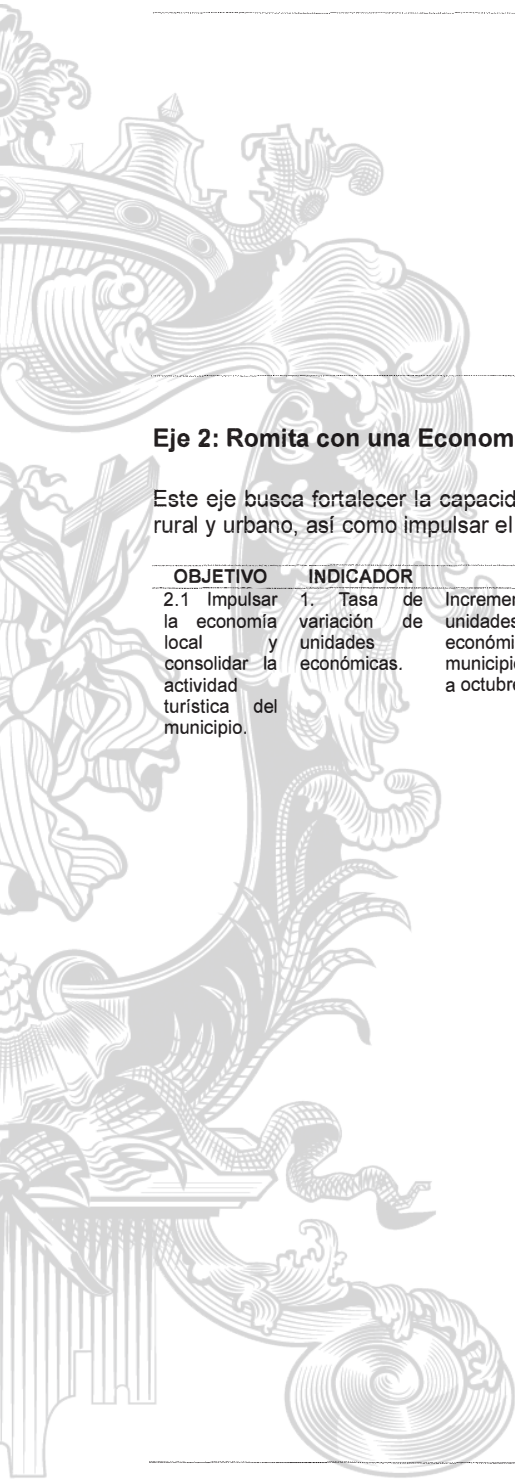 Eje 2: Romita con una Econom
Este eje busca fortalecer la capacid
rural y urbano, así como impulsar el
OBJETIVO INDICADOR
2.1 Impulsar la economía local y consolidar la actividad turística del municipio.
1. Tasa de variación de unidades económicas.
Incremen
unidades
económi
municipio
a octubre